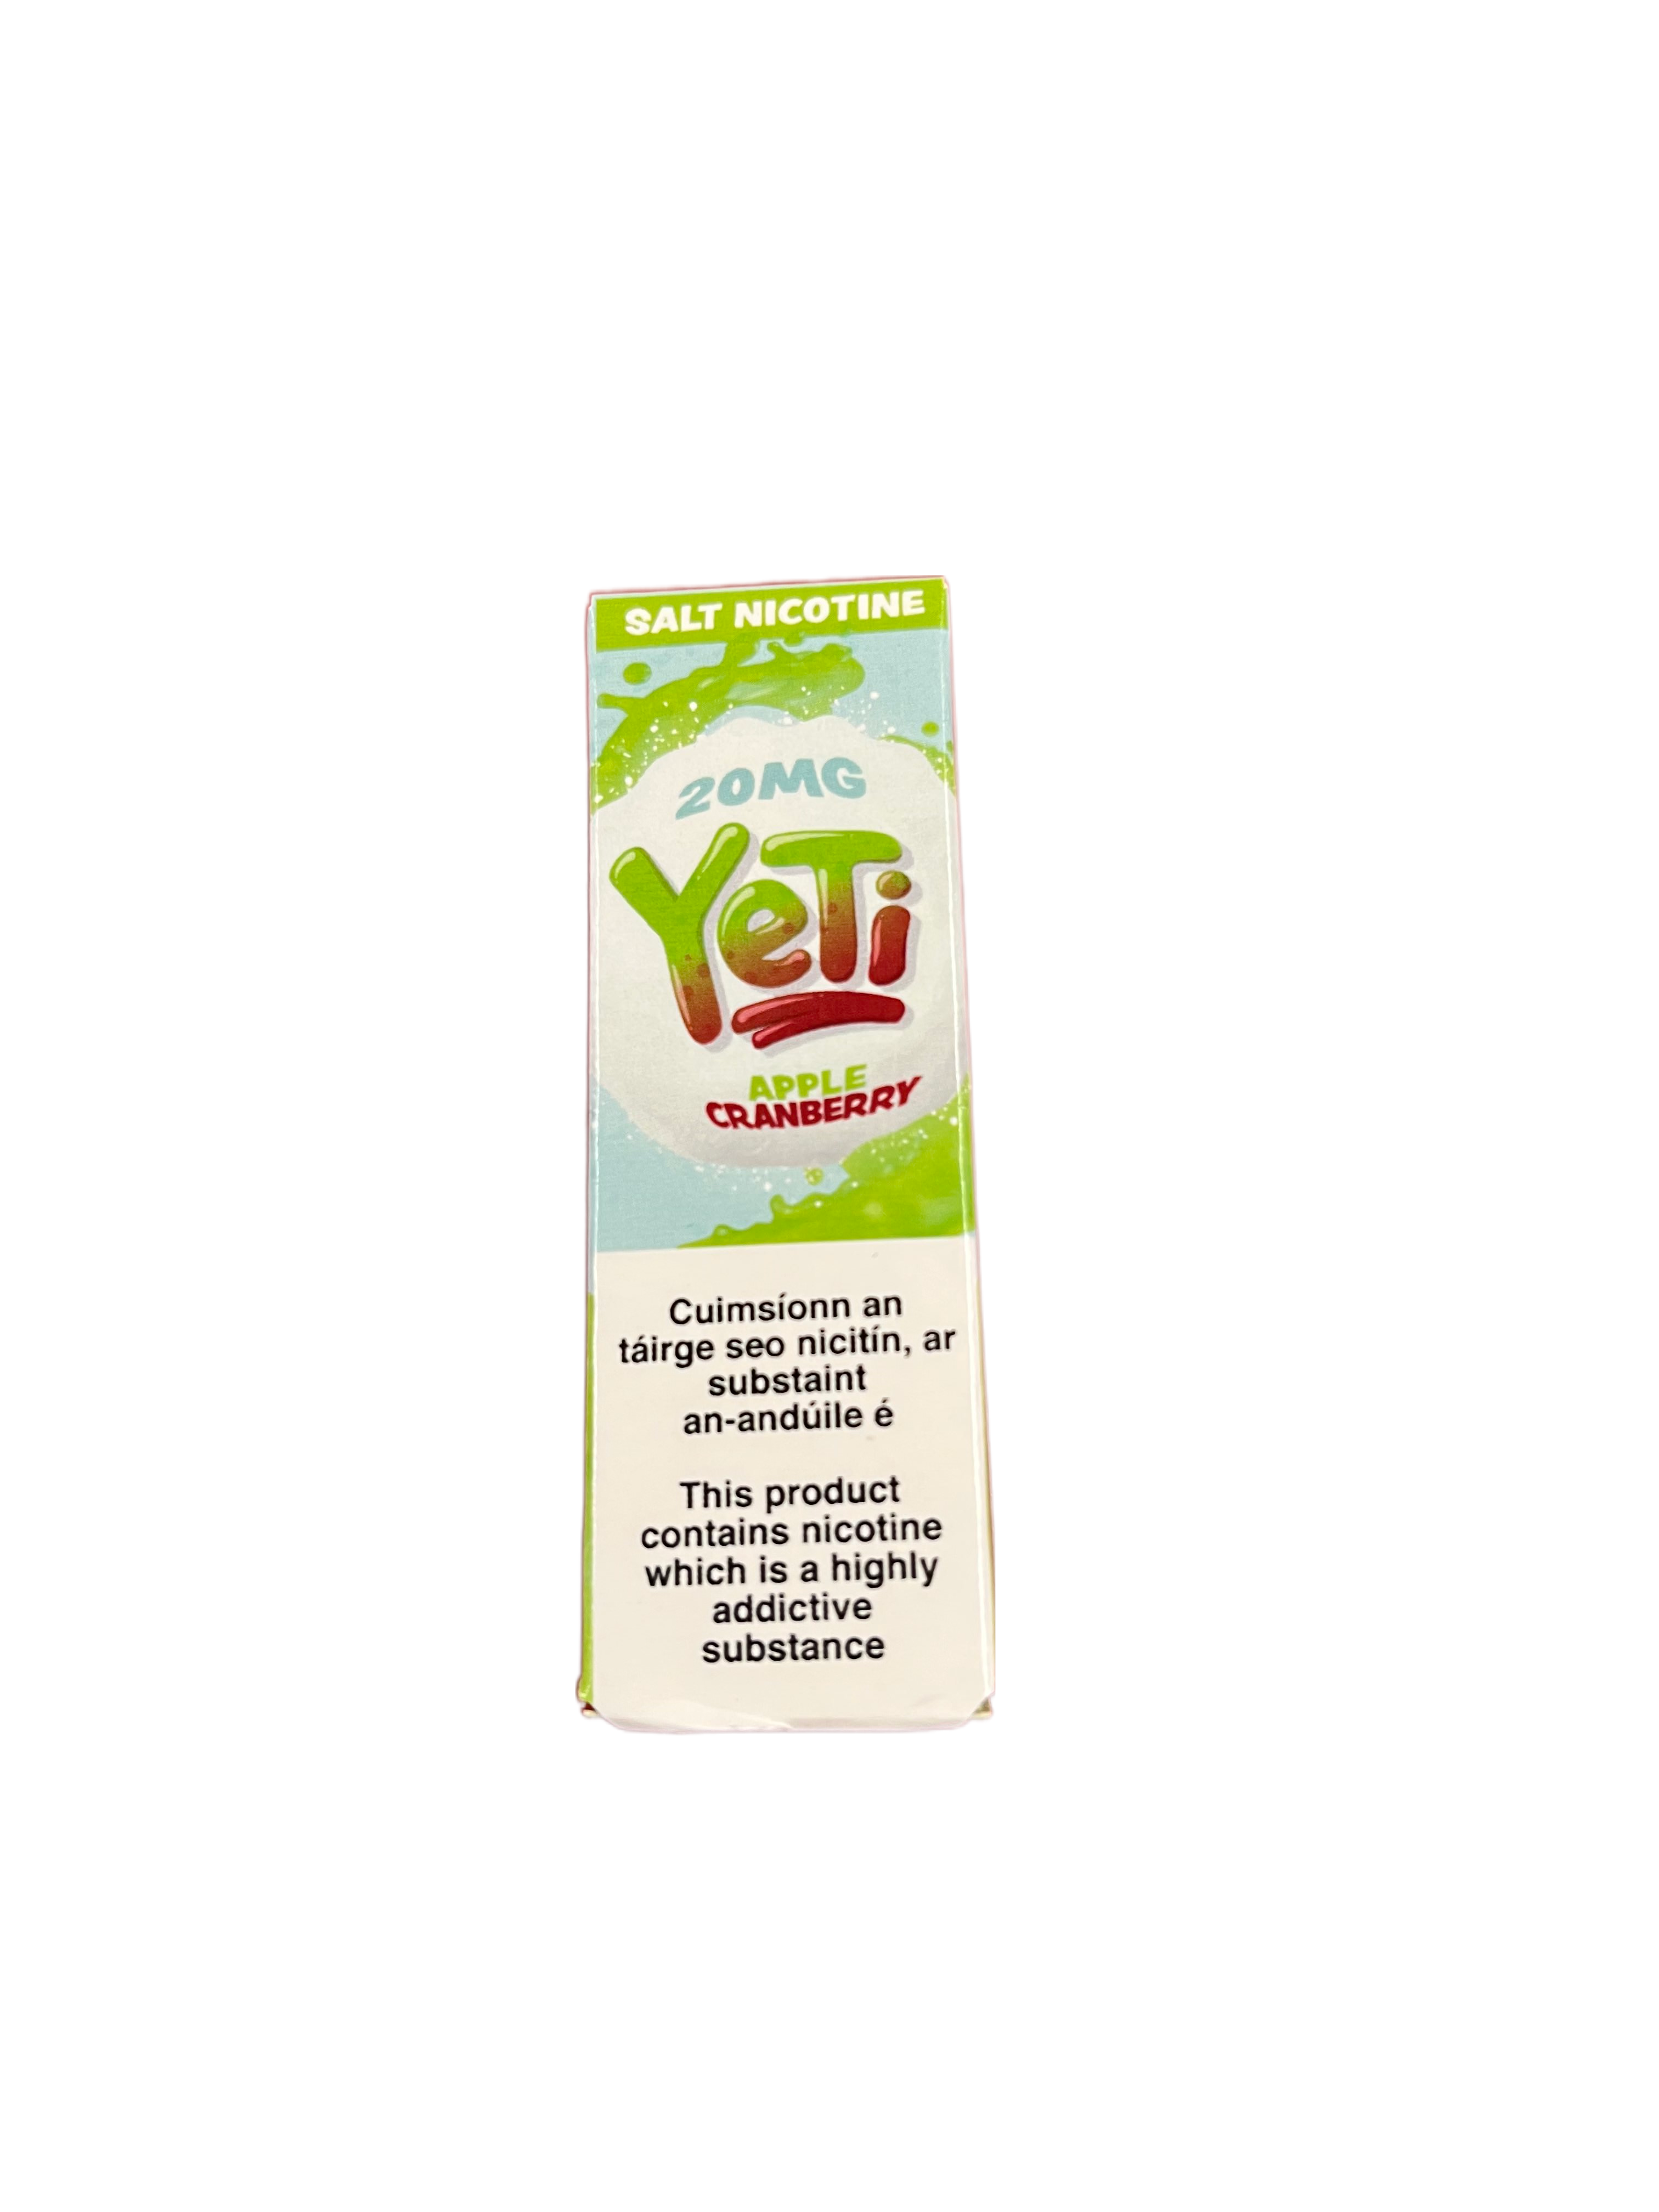 SALT NICOTINE
20MG
YeTi
APPLE
CRANBERRY
Cuimsíonn an
táirge seo nicitín, ar
substaint
an-andúile é
This product
contains nicotine
which is a highly
addictive
substance